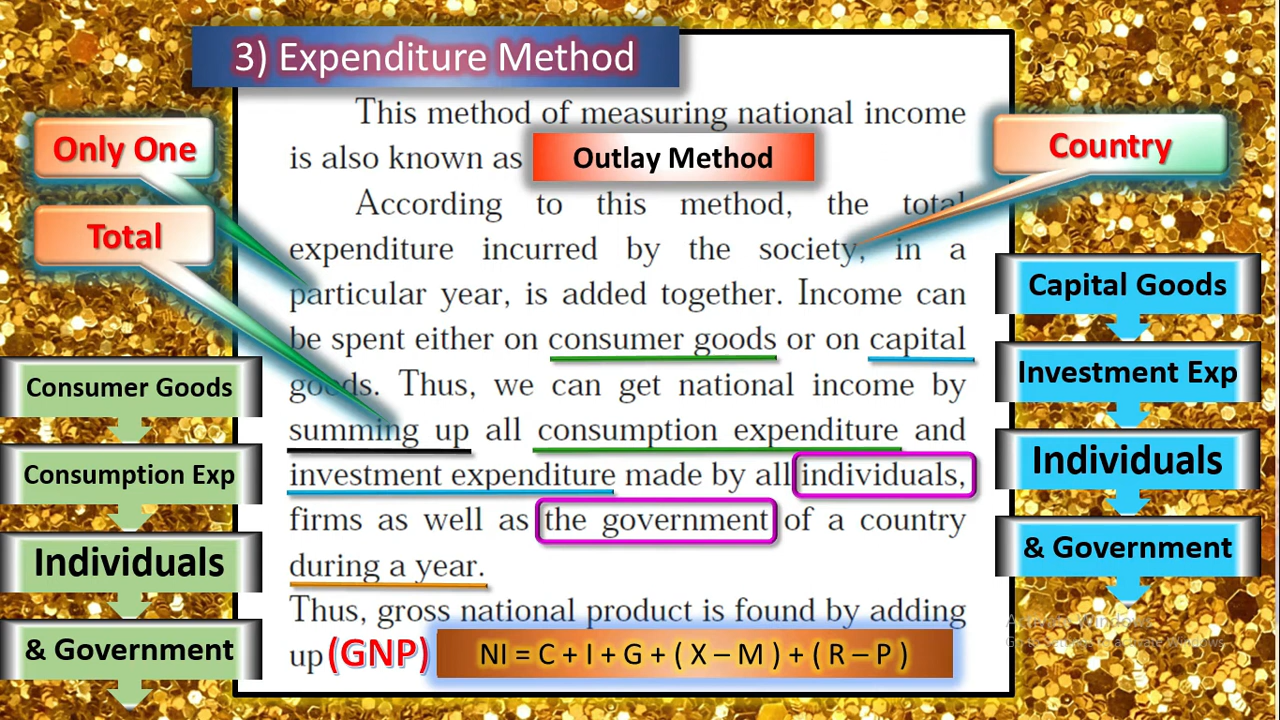 3) Expenditure Method
This method of measuring national income
is also known as Outlay Method
According to this method, the total
expenditure incurred by the society, in a
particular year, is added together. Income can
be spent either on consumer goods or on capital
goods. Thus, we can get national income by
summing up all consumption expenditure and
investment expenditure made by all individuals,
firms as well as the government of a country
during a year.
Thus, gross national product is found by adding
up (GNP) NI = C + I + G + ( X – M ) + ( R – P )
Only One
Total
Consumer Goods
Consumption Exp
Individuals
& Government
Country
Capital Goods
Investment Exp
Individuals
& Government